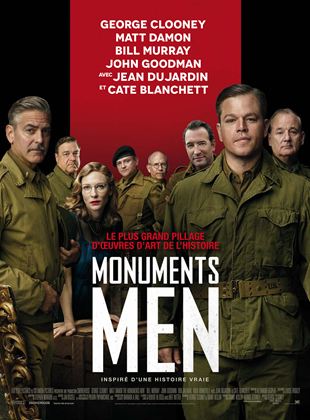 GEORGE CLOONEY
MATT DAMON
BILL MURRAY
JOHN GOODMAN
AVEC JEAN DUJARDIN
ET CATE BLANCHETT
LE PLUS GRAND PILLAGE
D'ŒUVRES D'ART DE L'HISTOIRE
MONUMENTS
MEN
INSPIRÉ D'UNE HISTOIRE VRAIE